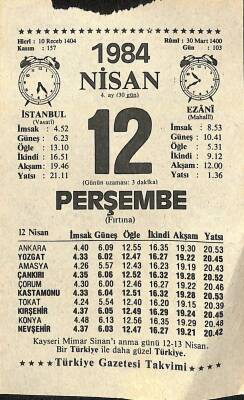 Hicri : 10 Receb 1404
Kasım : 157
1984
Rûmi : 30 Mart 1400
Gün : 103
NİSAN
4. ay (30 gün)
İSTANBUL
(Vasatî)
İmsak : 4.52
Güneş : 6.23
Öğle : 13.10
İkindi : 16.51
Akşam : 19.46
Yatsı : 21.11
12
EZÂNİ
(Mahallî)
İmsak : 8.53
Güneş : 10.41
Öğle : 5.31
İkindi : 9.12
Akşam : 12.00
Yatsı : 1.36
(Günün uzaması: 3 dakika)
PERŞEMBE
(Fırtına)
12 Nisan İmsak Güneş Öğle İkindi Akşam Yatsı
ANKARA 4.40 6.09 12.55 16.35 19.30 20.53
YOZGAT 4.33 6.02 12.47 16.27 19.22 20.45
AMASYA 4.26 5.57 12.43 16.23 19.19 20.43
ÇANKIRI 4.35 6.06 12.52 16.32 19.28 20.52
ÇORUM 4.30 6.00 12.46 16.27 19.22 20.46
KASTAMONU 4.33 6.04 12.51 16.32 19.28 20.53
TOKAT 4.24 5.54 12.40 16.20 19.15 20.39
KIRŞEHİR 4.37 6.05 12.49 16.29 19.24 20.45
KONYA 4.48 6.13 12.56 16.35 19.29 20.48
NEVŞEHİR 4.37 6.03 12.47 16.27 19.21 20.42
Kayseri Mimar Sinan'ı anma günü 12-13 Nisan.
Bir Türkiye ile daha güzel Türkiye.
Türkiye Gazetesi Takvimi